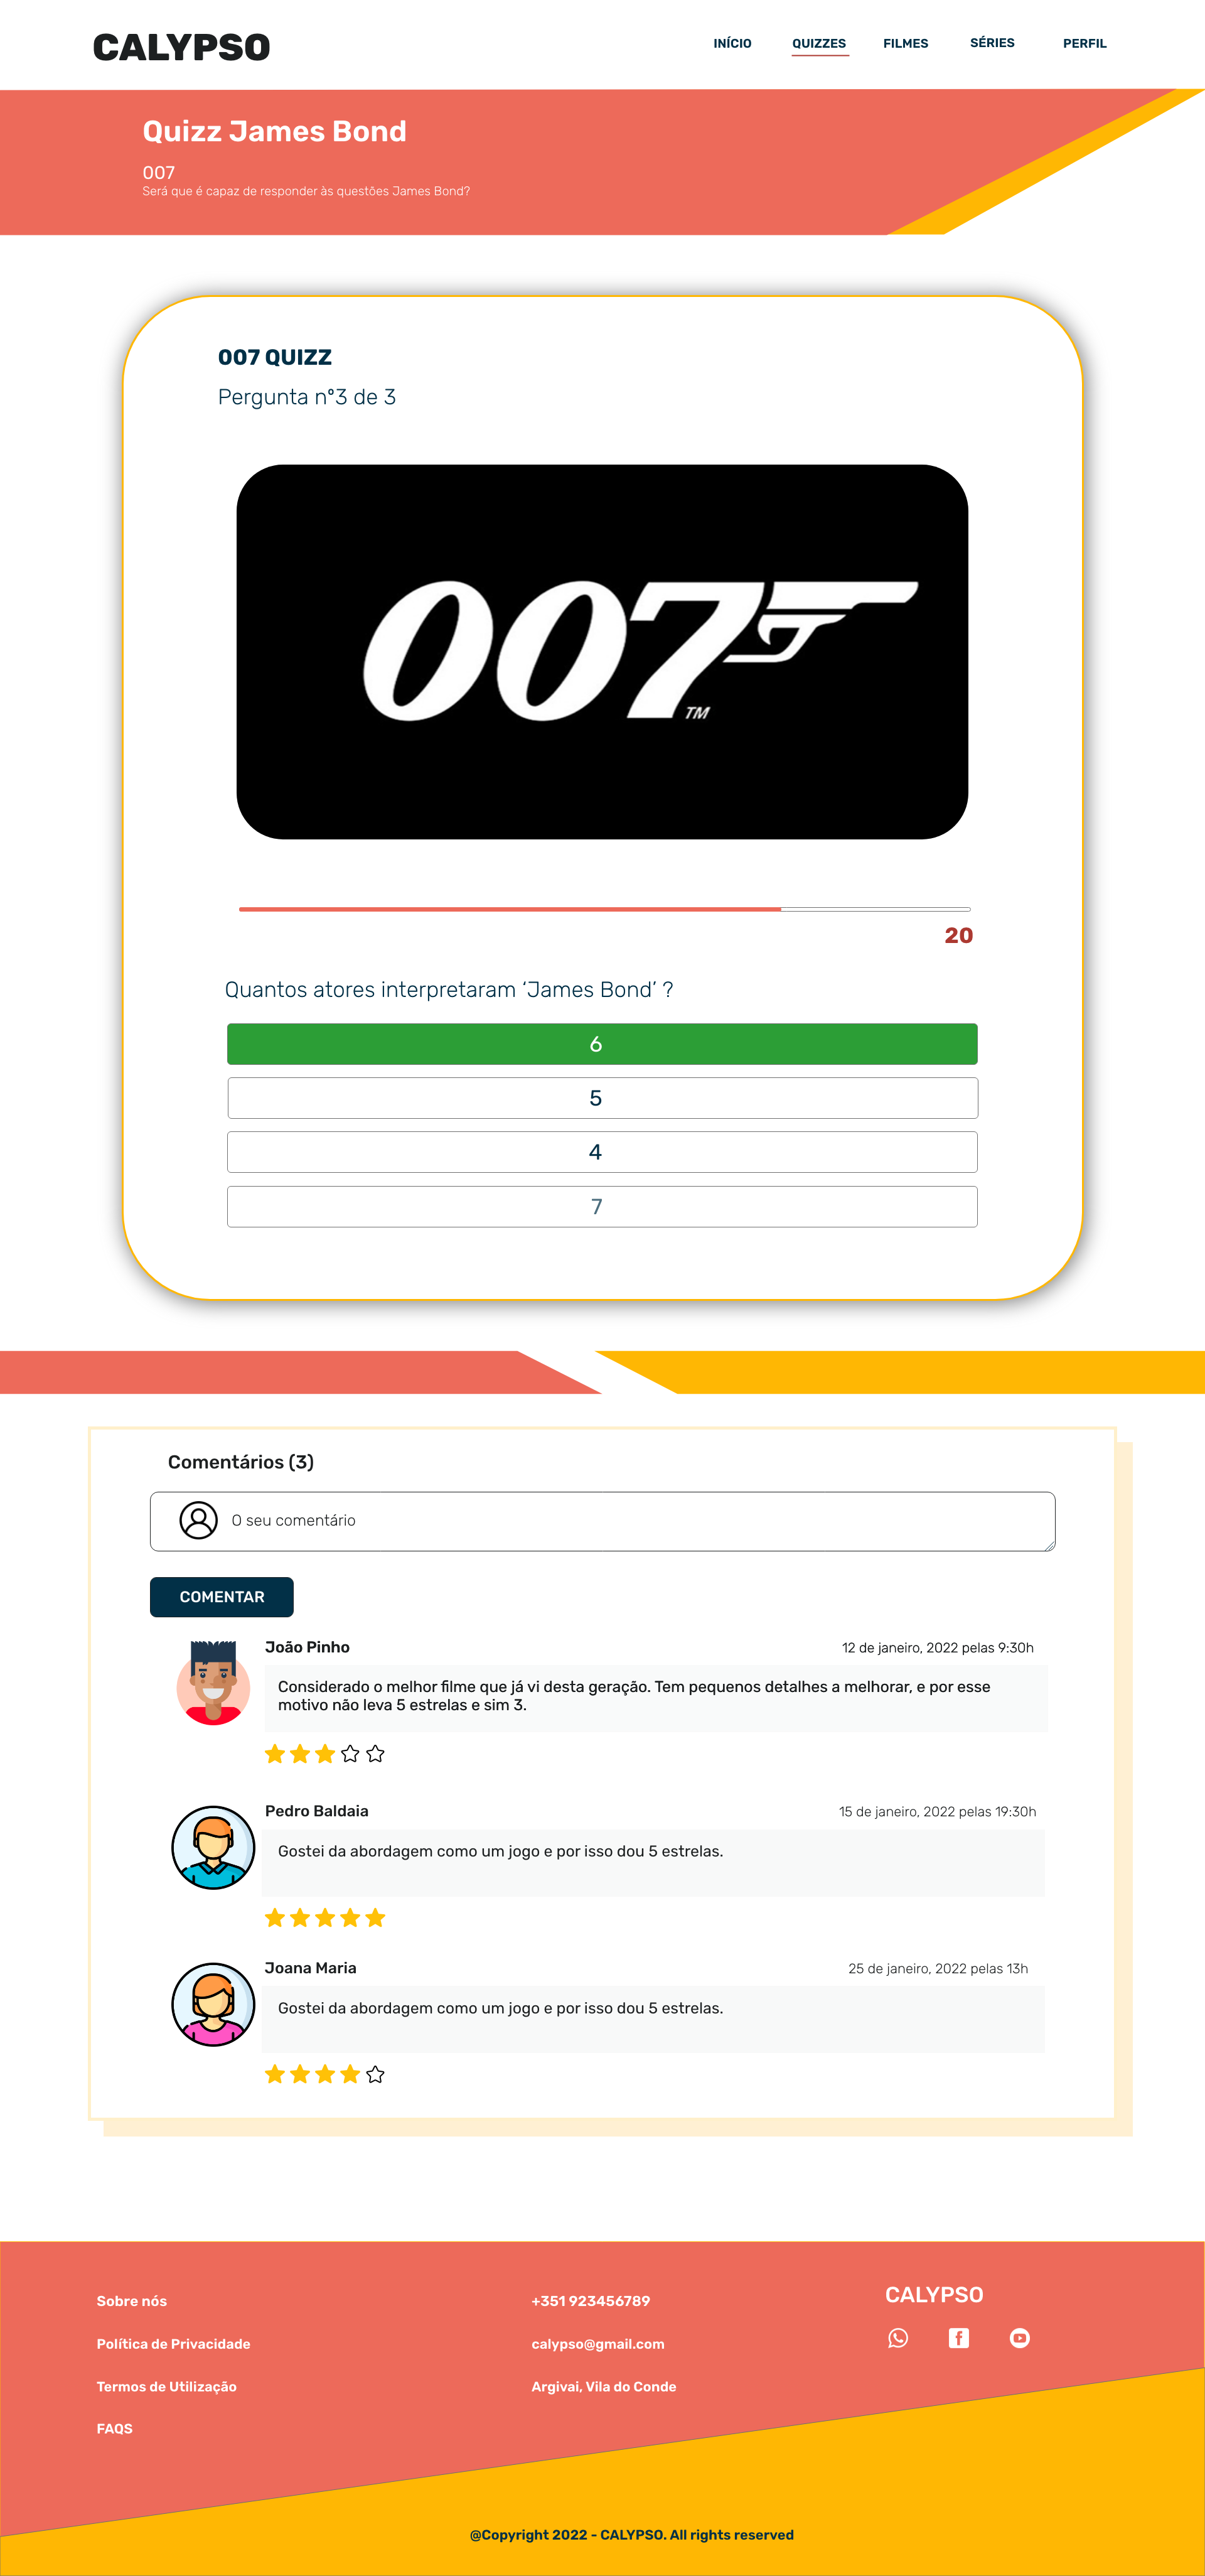 CALYPSO
INÍCIO
QUIZZES
FILMES
SÉRIES
PERFIL
Quizz James Bond
007
Será que é capaz de responder às questões James Bond?
007 QUIZZ
Pergunta nº3 de 3
007
TM
20
Quantos atores interpretaram ‘James Bond’ ?
6
5
4
7
Comentários (3)
O seu comentário
COMENTAR
João Pinho
12 de janeiro, 2022 pelas 9:30h
Considerado o melhor filme que já vi desta geração. Tem pequenos detalhes a melhorar, e por esse
motivo não leva 5 estrelas e sim 3.
Pedro Baldaia
15 de janeiro, 2022 pelas 19:30h
Gostei da abordagem como um jogo e por isso dou 5 estrelas.
Joana Maria
25 de janeiro, 2022 pelas 13h
Gostei da abordagem como um jogo e por isso dou 5 estrelas.
Sobre nós
Política de Privacidade
Termos de Utilização
FAQS
+351 923456789
calypso@gmail.com
Argivai, Vila do Conde
CALYPSO
@Copyright 2022 - CALYPSO. All rights reserved